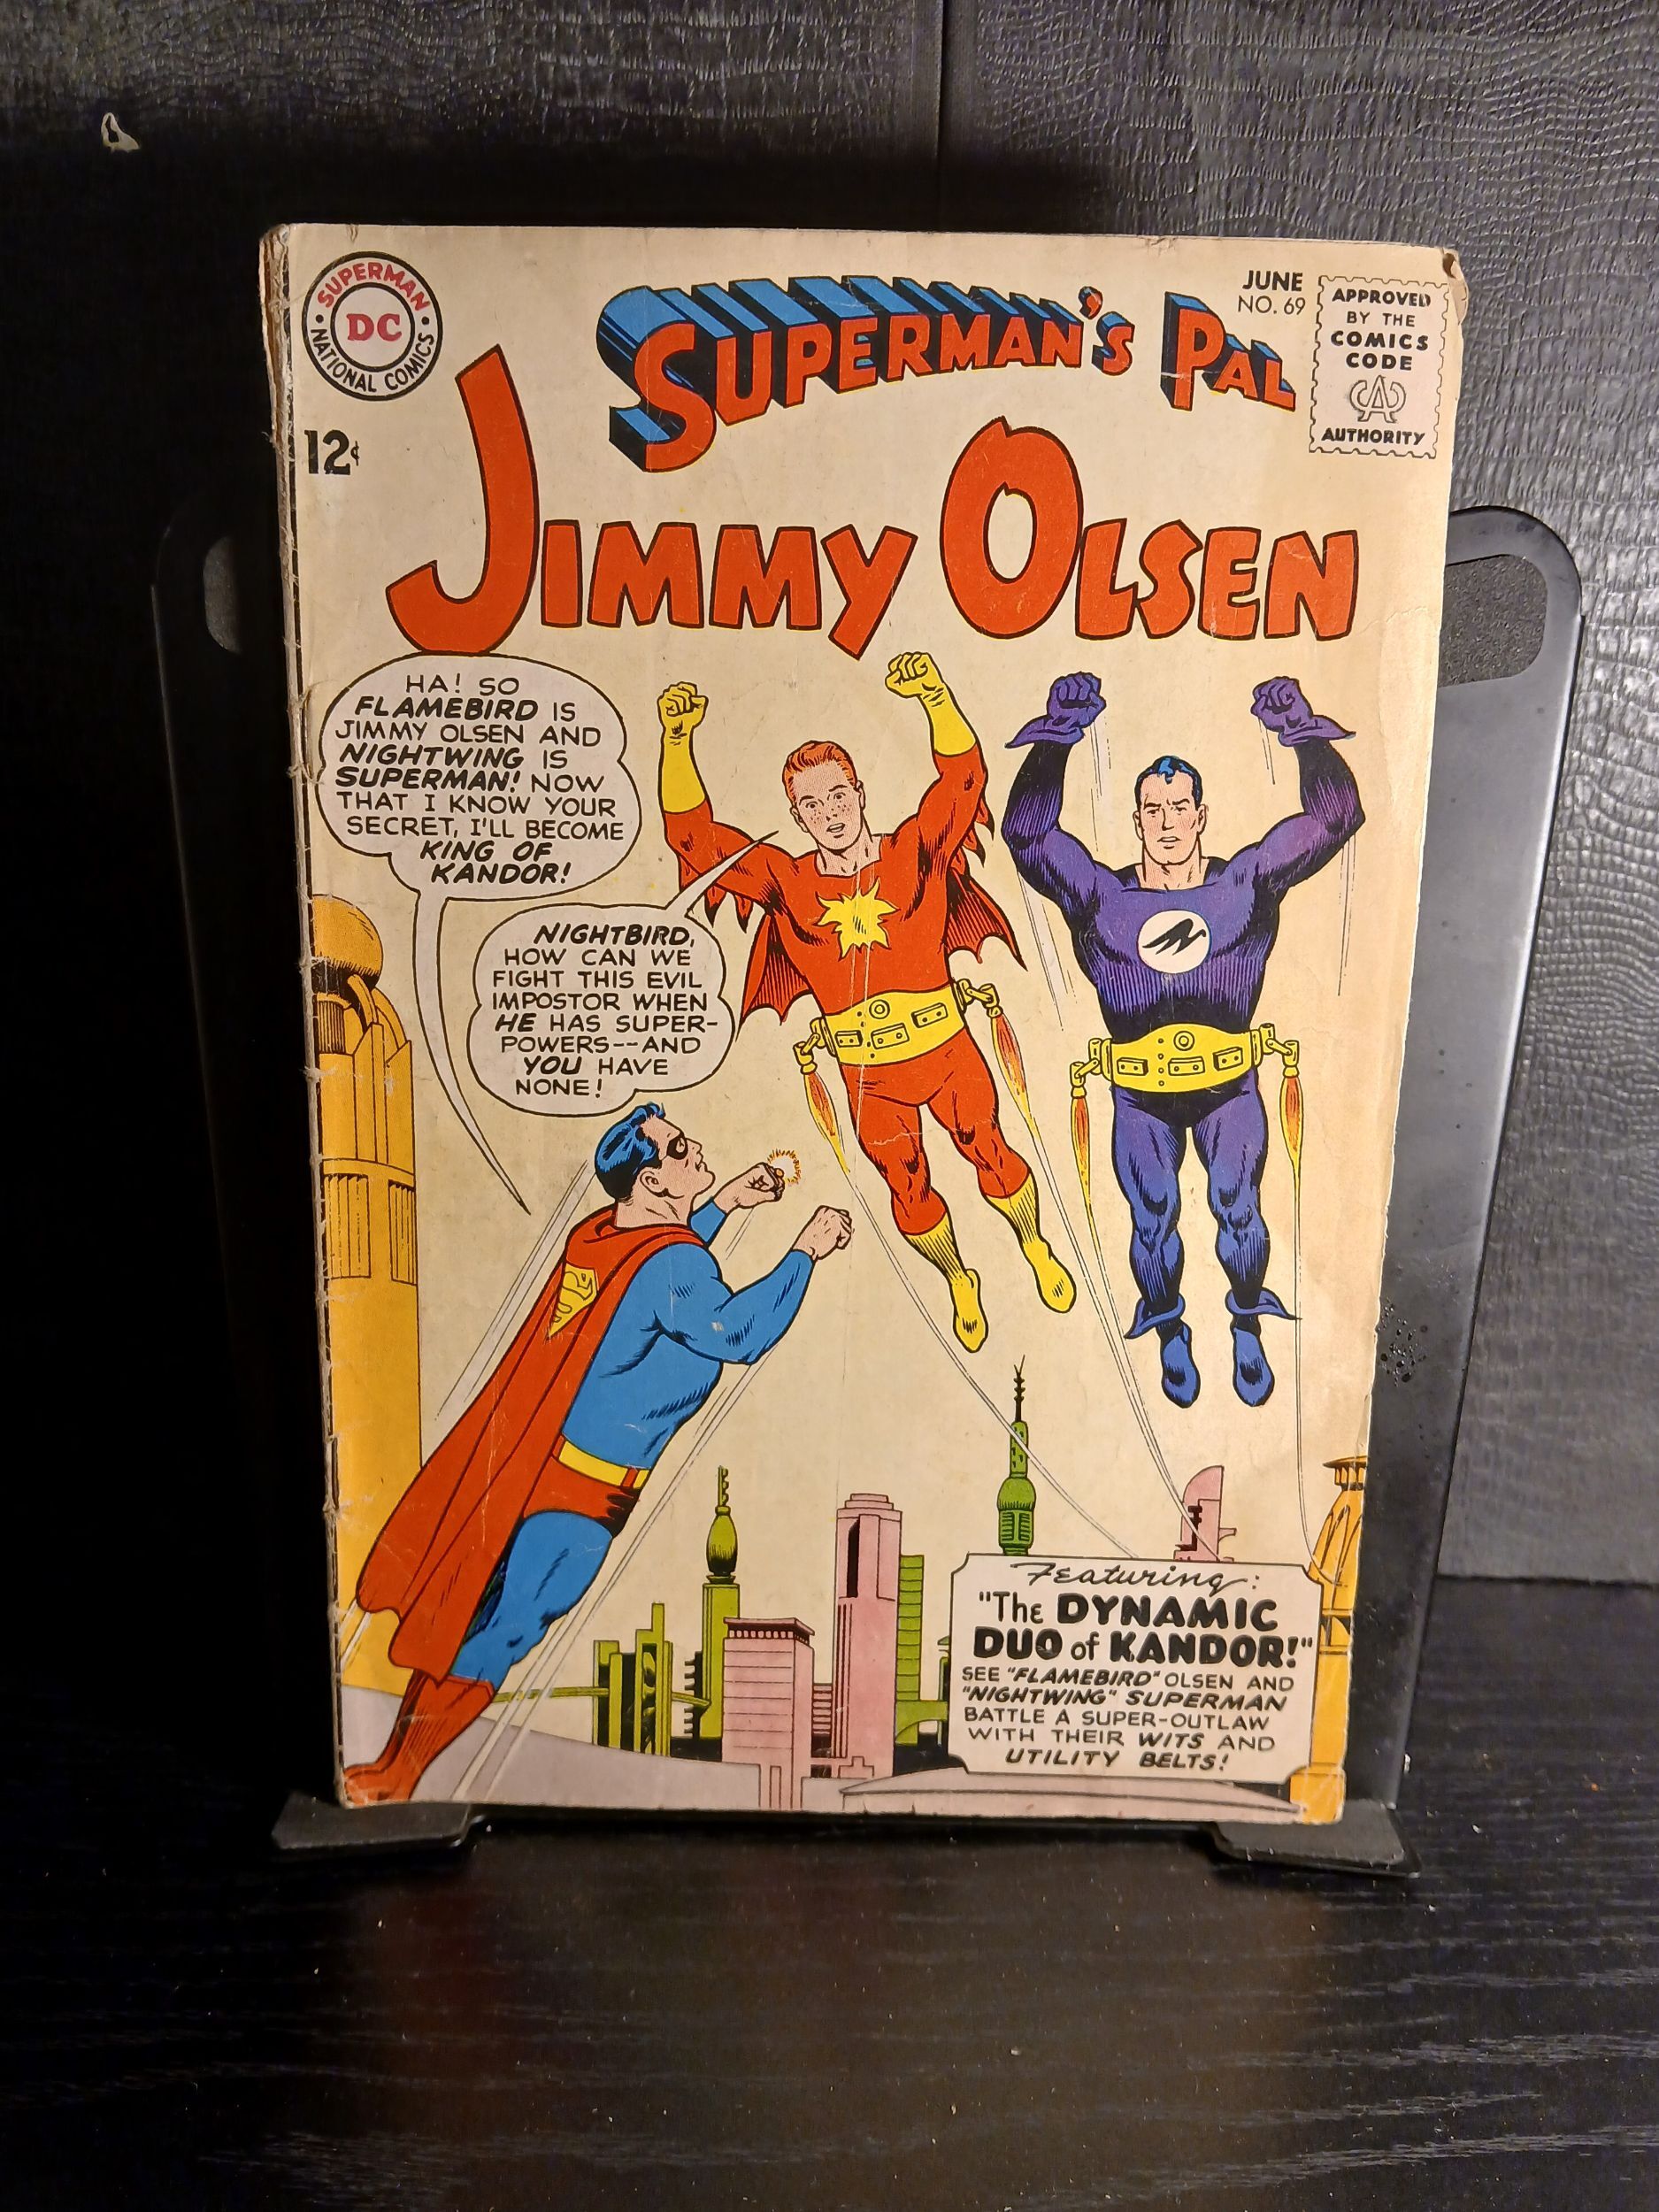 SUPERMAN
DC
NATIONAL COMICS
12¢
SUPERMAN'S PAL
JIMMY OLSEN
JUNE
NO. 69
APPROVED
BY THE
COMICS
CODE
CA
AUTHORITY
HA! SO
FLAMEBIRD IS
JIMMY OLSEN AND
NIGHTWING IS
SUPERMAN! NOW
THAT I KNOW YOUR
SECRET, I'LL BECOME
KING OF
KANDOR!
NIGHTBIRD,
HOW CAN WE
FIGHT THIS EVIL
IMPOSTOR WHEN
HE HAS SUPER-
POWERS--AND
YOU HAVE
NONE!
S
Featuring:
"The DYNAMIC
DUO of KANDOR!"
SEE "FLAMEBIRD" OLSEN AND
"NIGHTWING" SUPERMAN
BATTLE A SUPER-OUTLAW
WITH THEIR WITS AND
UTILITY BELTS!